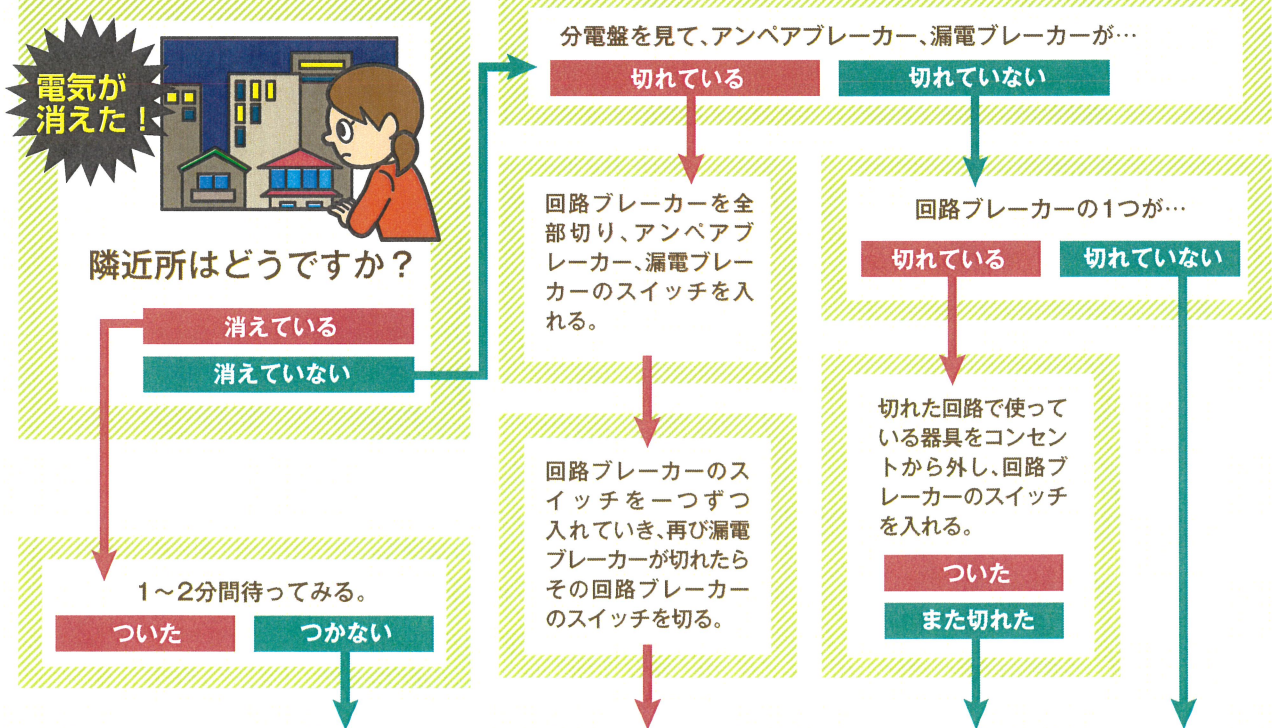 電気が
消えた!
隣近所はどうですか?
消えている
消えていない
1〜2分間待ってみる。
ついた
つかない
分電盤を見て、アンペアブレーカー、漏電ブレーカーが…
切れている
切れていない
回路ブレーカーを全
部切り、アンペアブ
レーカー、漏電ブレー
カーのスイッチを入
れる。
回路ブレーカーのス
イッチを一つずつ
入れていき、再び漏電
ブレーカーが切れたら
その回路ブレーカー
のスイッチを切る。
回路ブレーカーの1つが…
切れている
切れていない
切れた回路で使って
いる器具をコンセン
トから外し、回路ブ
レーカーのスイッチ
を入れる。
ついた
また切れた